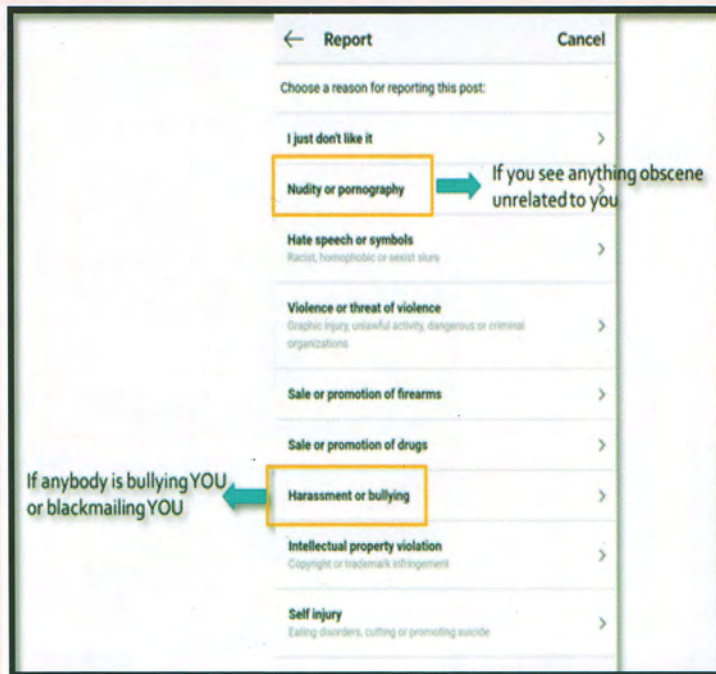 ← Report Cancel
Choose a reason for reporting this post:
I just don't like it
Nudity or pornography
If you see anything obscene
unrelated to you
Hate speech or symbols
Racist, homophobic or sexist slurs
Violence or threat of violence
Graphic injury, unlawful activity, dangerous or criminal
organizations
Sale or promotion of firearms
Sale or promotion of drugs
If anybody is bullying YOU
or blackmailing YOU
Harassment or bullying
Intellectual property violation
Copyright or trademark infringement
Self injury
Eating disorders, cutting or promoting suicide